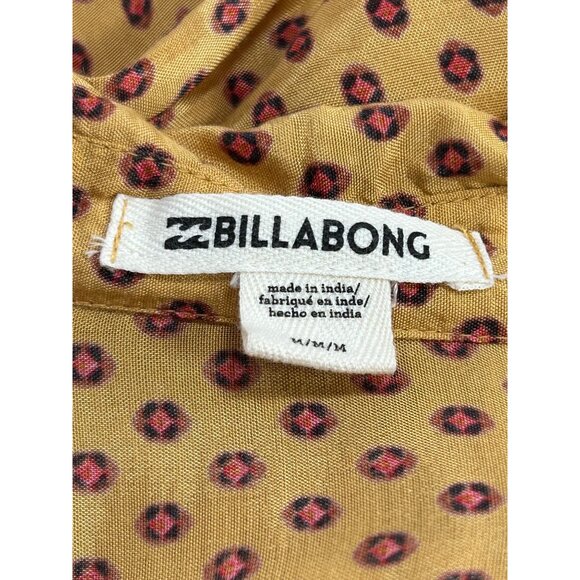 BILLABONG
made in india/
fabriqué en inde/
hecho en india
M/M/M